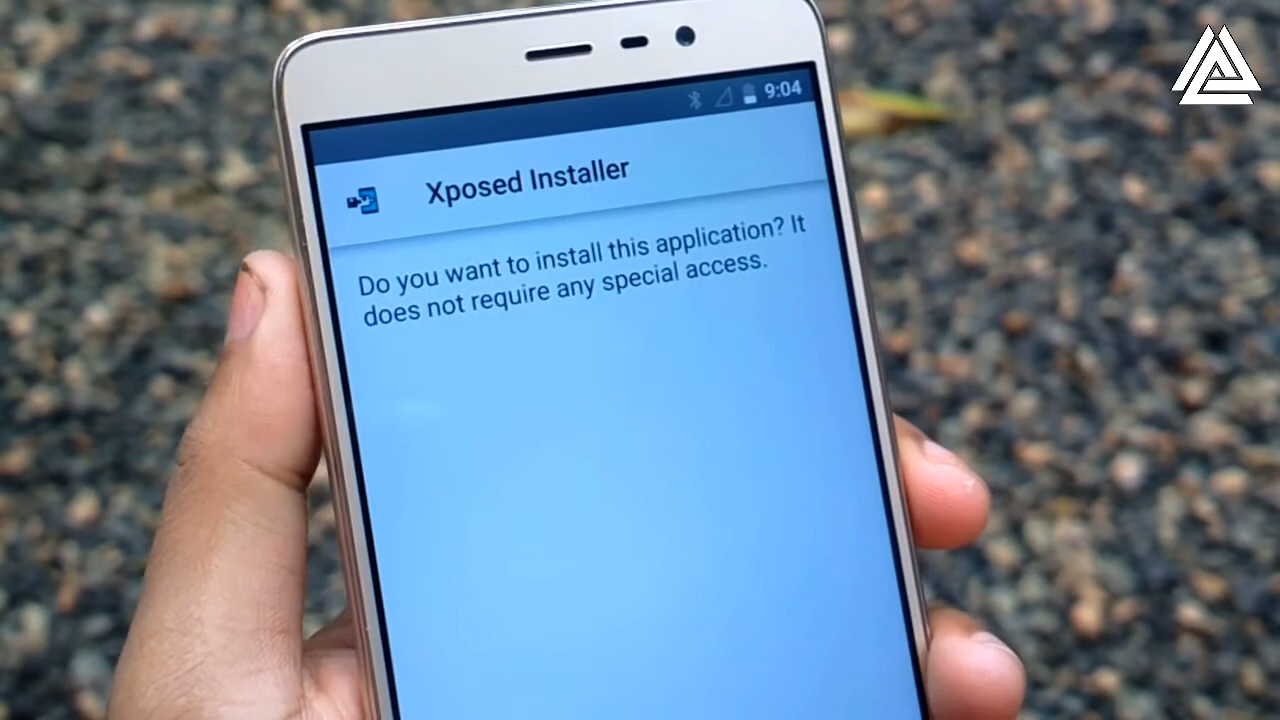 9:04
Xposed Installer
Do you want to install this application? It
does not require any special access.